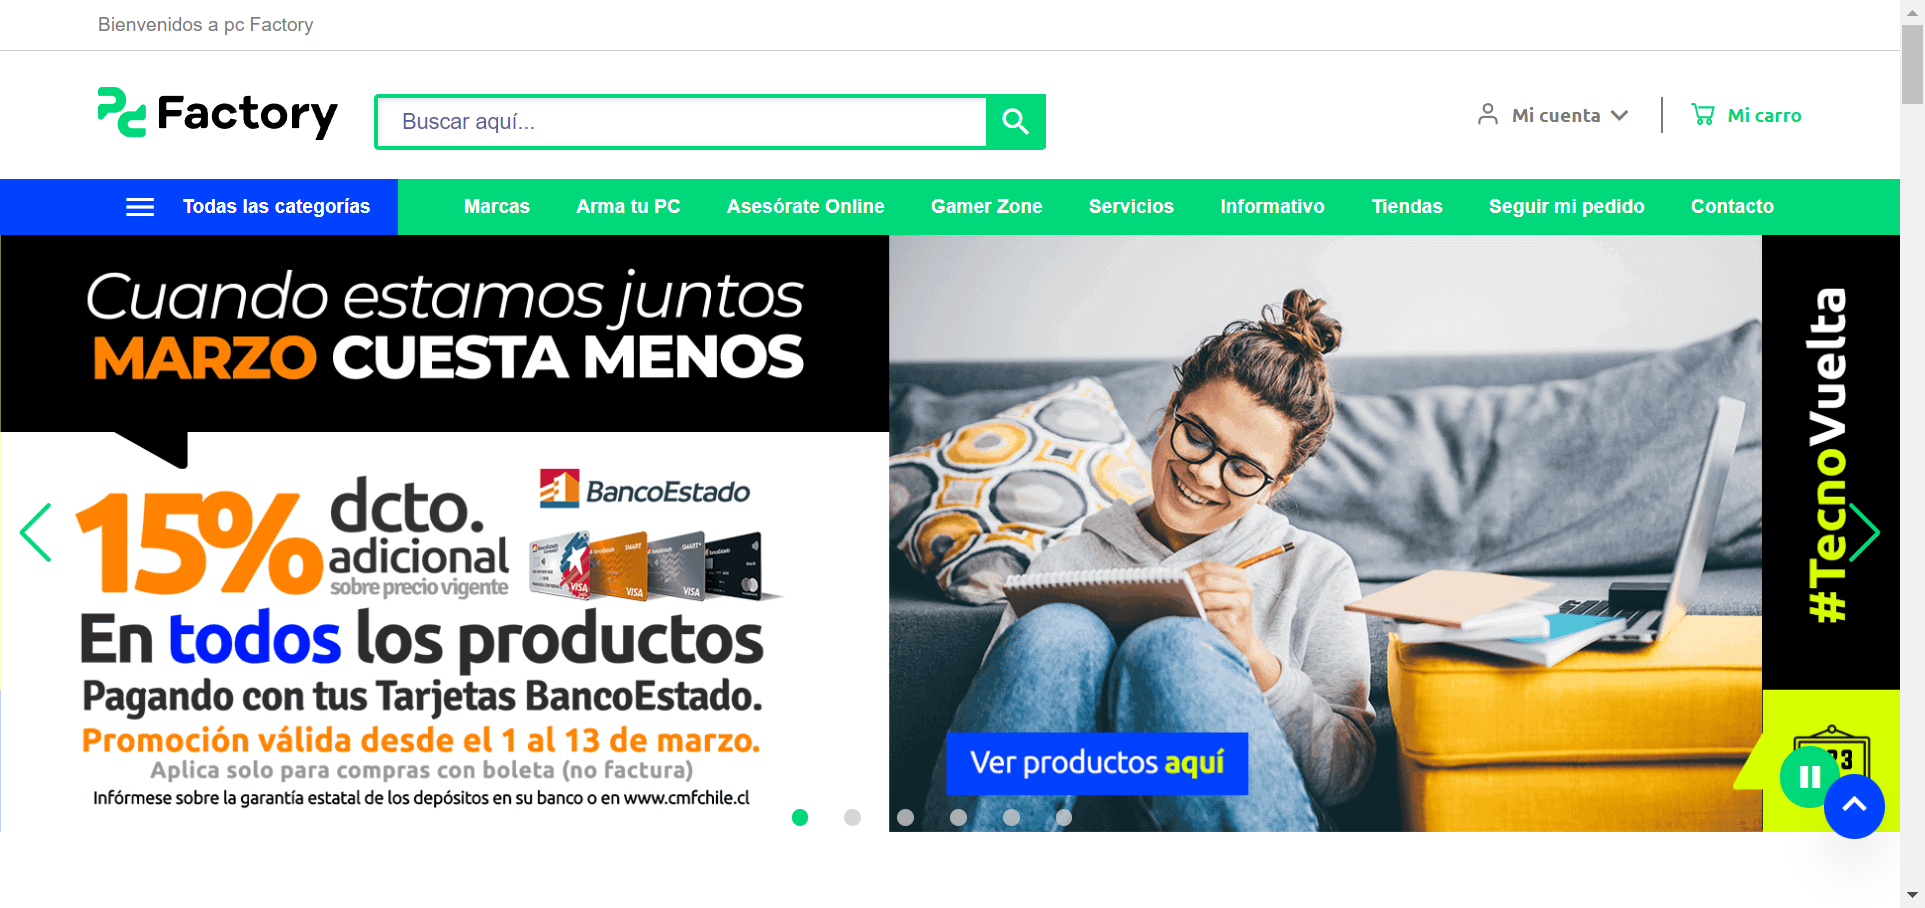 Bienvenidos a pc Factory
pc Factory
Buscar aquí...
Mi cuenta
Mi carro
Todas las categorías
Marcas
Arma tu PC
Asesórate Online
Gamer Zone
Servicios
Informativo
Tiendas
Seguir mi pedido
Contacto
Cuando estamos juntos
MARZO CUESTA MENOS
15% dcto.
adicional
sobre precio vigente
BancoEstado
En todos los productos
Pagando con tus Tarjetas BancoEstado.
Promoción válida desde el 1 al 13 de marzo.
Aplica solo para compras con boleta (no factura)
Infórmese sobre la garantía estatal de los depósitos en su banco o en www.cmfchile.cl
Ver productos aquí
#TecnoVuelta